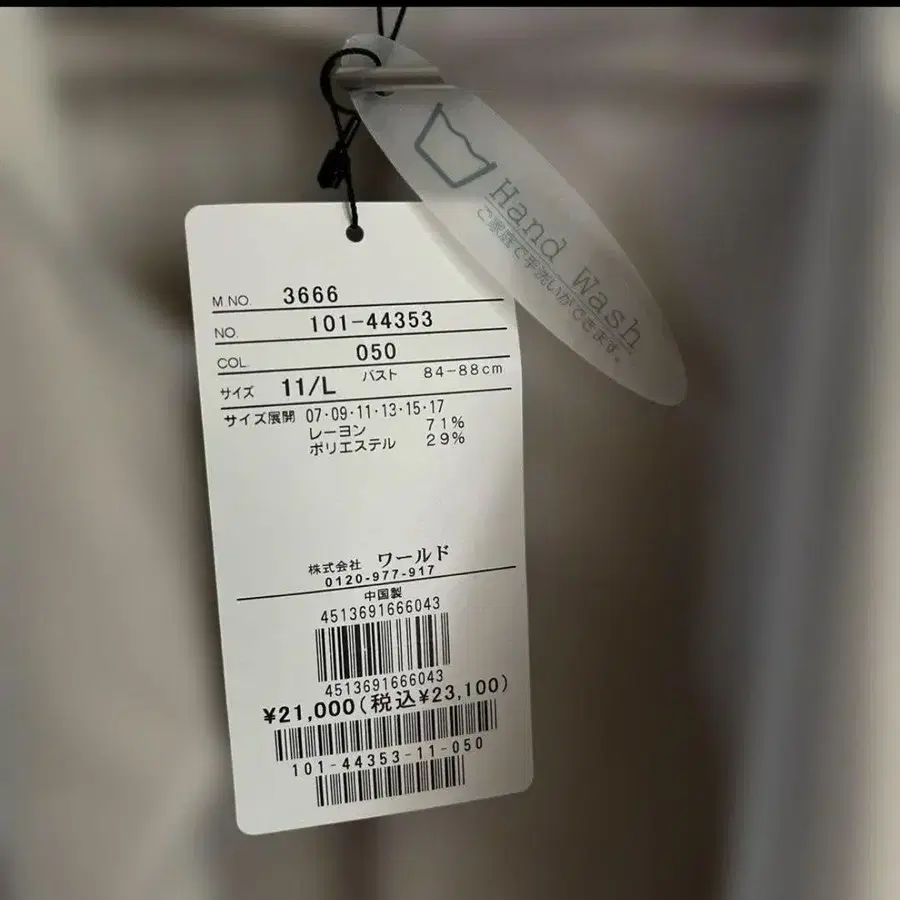 Hand Wash
ご家庭で手洗いができます。
M.NO. 3666
NO. 101-44353
COL. 050
サイズ 11/L バスト 84-88cm
サイズ展開 07・09・11・13・15・17
レーヨン 71%
ポリエステル 29%
株式会社 ワールド
0120-977-917
中国製
4513691666043
4513691666043
¥21,000(税込¥23,100)
101-44353-11-050